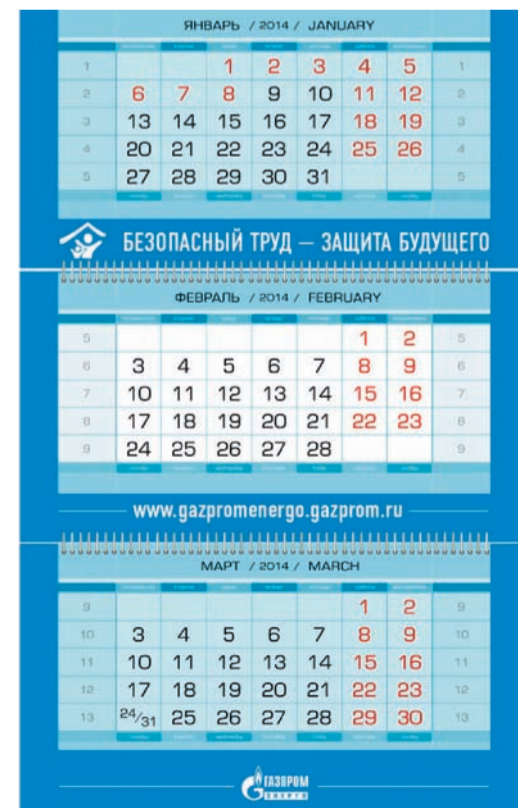 ЯНВАРЬ / 2014 / JANUARY
1 1 2 3 4 5 1
2 6 7 8 9 10 11 12 2
3 13 14 15 16 17 18 19 3
4 20 21 22 23 24 25 26 4
5 27 28 29 30 31 5
БЕЗОПАСНЫЙ ТРУД — ЗАЩИТА БУДУЩЕГО
ФЕВРАЛЬ / 2014 / FEBRUARY
5 1 2 5
6 3 4 5 6 7 8 9 6
7 10 11 12 13 14 15 16 7
8 17 18 19 20 21 22 23 8
9 24 25 26 27 28 9
www.gazpromenergo.gazprom.ru
МАРТ / 2014 / MARCH
9 1 2 9
10 3 4 5 6 7 8 9 10
11 10 11 12 13 14 15 16 11
12 17 18 19 20 21 22 23 12
13 24/31 25 26 27 28 29 30 13
ГАЗПРОМ
ЭНЕРГО